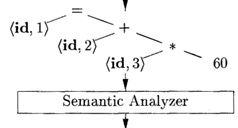 =
⟨id, 1⟩ +
⟨id, 2⟩ *
⟨id, 3⟩ 60
Semantic Analyzer